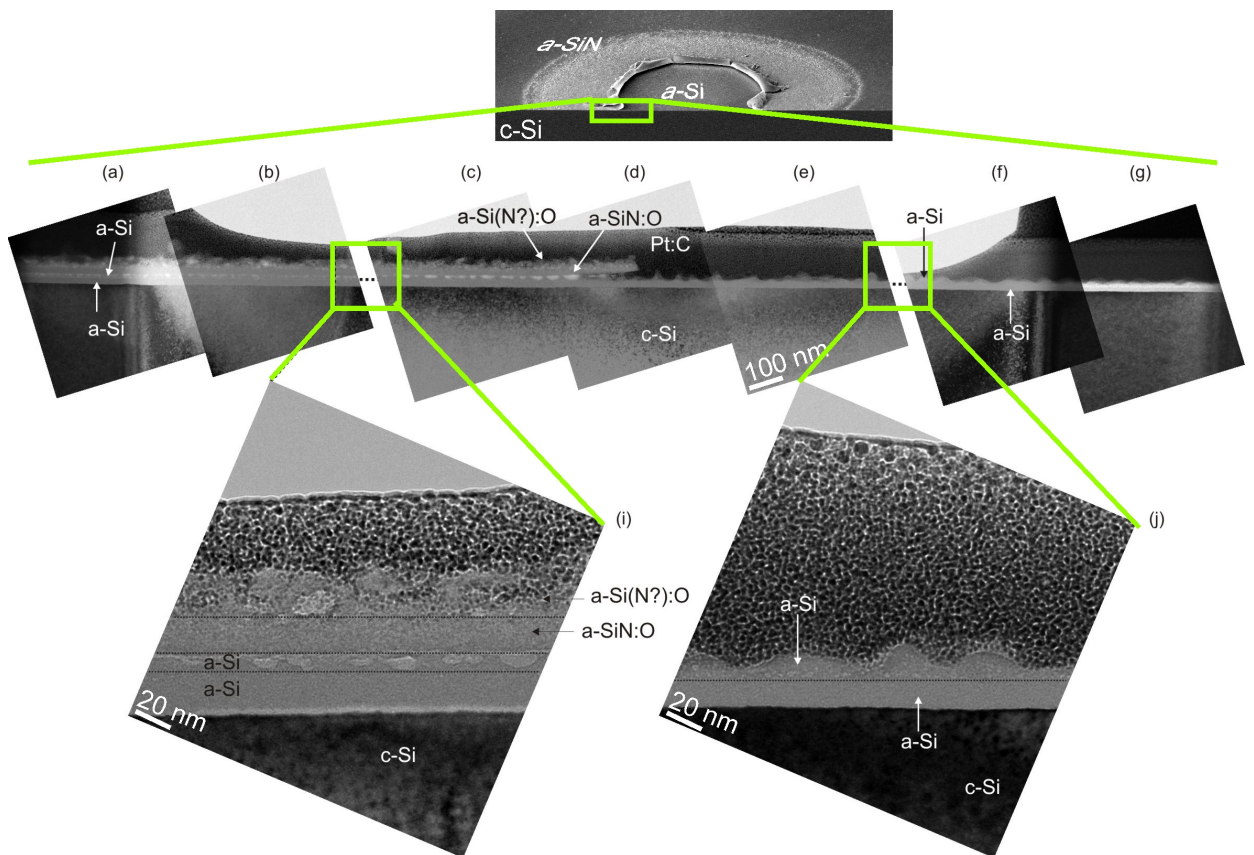 a-SiN
a-Si
c-Si
(a)
(b)
(c)
(d)
(e)
(f)
(g)
a-Si
a-Si(N?):O
a-SiN:O
Pt:C
a-Si
a-Si
c-Si
a-Si
100 nm
(i)
(j)
a-Si(N?):O
a-SiN:O
a-Si
a-Si
20 nm
c-Si
a-Si
20 nm
a-Si
c-Si